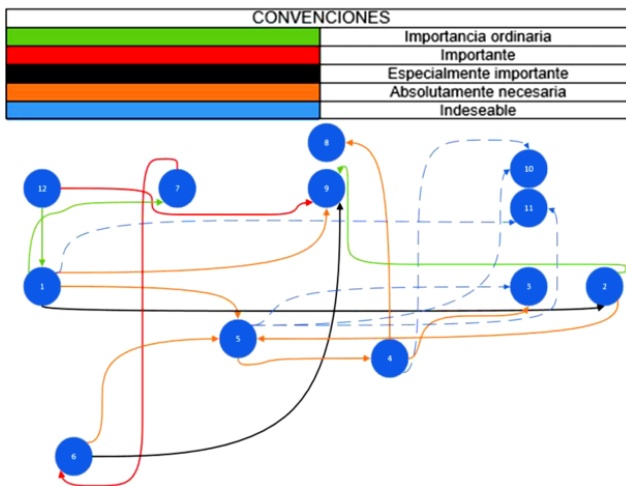 CONVENCIONES
Importancia ordinaria
Importante
Especialmente importante
Absolutamente necesaria
Indeseable
8
10
12
7
9
11
1
3
2
5
4
6